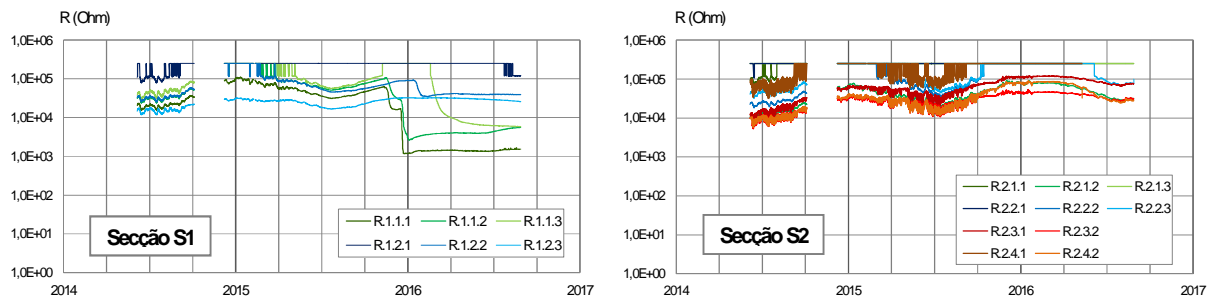 R (Ohm)
1,0E+06
1,0E+05
1,0E+04
1,0E+03
1,0E+02
1,0E+01
1,0E+00
2014 2015 2016 2017
Secção S1
R.1.1.1 R.1.1.2 R.1.1.3
R.1.2.1 R.1.2.2 R.1.2.3
R (Ohm)
1,0E+06
1,0E+05
1,0E+04
1,0E+03
1,0E+02
1,0E+01
1,0E+00
2014 2015 2016 2017
Secção S2
R.2.1.1 R.2.1.2 R.2.1.3
R.2.2.1 R.2.2.2 R.2.2.3
R.2.3.1 R.2.3.2
R.2.4.1 R.2.4.2